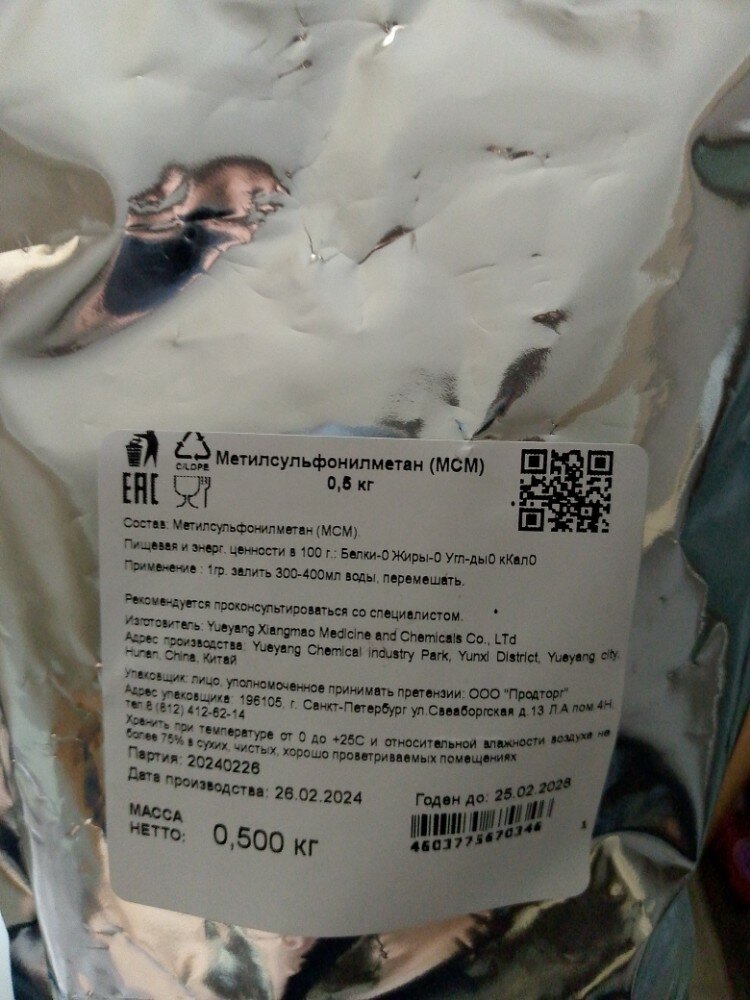 C/LDPE
EAC
Метилсульфонилметан (МСМ)
0,5 кг
Состав: Метилсульфонилметан (МСМ).
Пищевая и энерг. ценности в 100 г.: Белки-0 Жиры-0 Угл-ды0 кКал0
Применение : 1гр. залить 300-400мл воды, перемешать.
Рекомендуется проконсультироваться со специалистом.
Изготовитель: Yueyang Xiangmao Medicine and Chemicals Co., LTd
Адрес производства: Yueyang Chemical Industry Park, Yunxi District, Yueyang city,
Hunan, China, Китай
Упаковщик: лицо, уполномоченное принимать претензии: ООО "Продторг"
Адрес упаковщика: 196105, г. Санкт-Петербург ул.Свеаборгская д.13 Л.А пом.4Н,
тел.8 (812) 412-62-14
Хранить при температуре от 0 до +25С и относительной влажности воздуха не
более 75% в сухих, чистых, хорошо проветриваемых помещениях
Партия: 20240226
Дата производства: 26.02.2024
Годен до: 25.02.2028
МАССА
НЕТТО:
0,500 кг
4603775670346
1